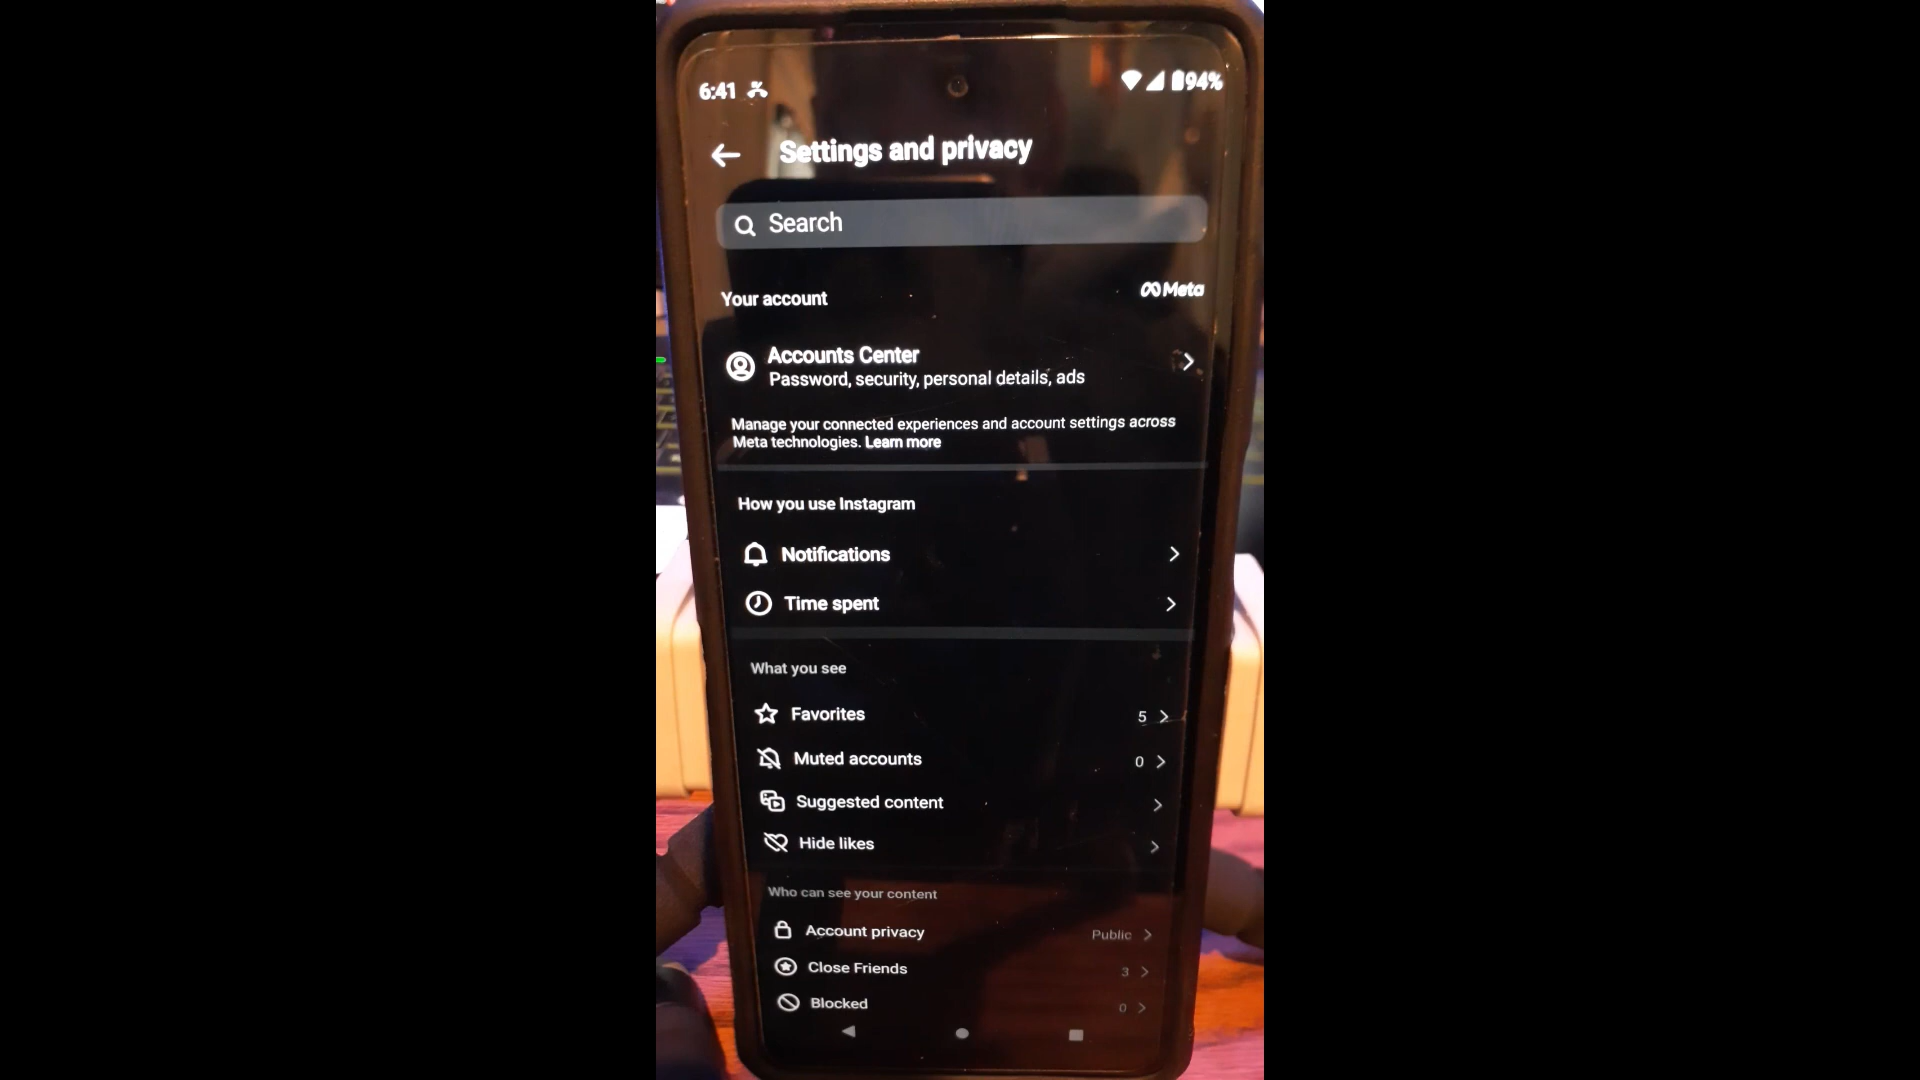 6:41
94%
Settings and privacy
Search
Your account
Meta
Accounts Center
Password, security, personal details, ads
Manage your connected experiences and account settings across
Meta technologies. Learn more
How you use Instagram
Notifications
Time spent
What you see
Favorites 5
Muted accounts 0
Suggested content
Hide likes
Who can see your content
Account privacy Public
Close Friends 3
Blocked 0